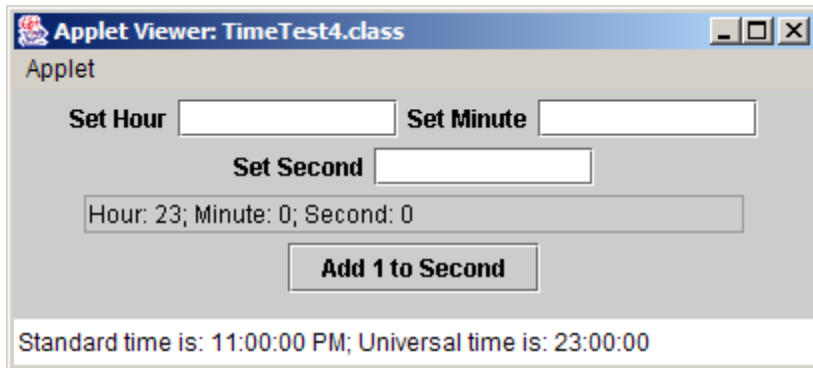 Applet Viewer: TimeTest4.class
Applet
Set Hour Set Minute
Set Second
Hour: 23; Minute: 0; Second: 0
Add 1 to Second
Standard time is: 11:00:00 PM; Universal time is: 23:00:00